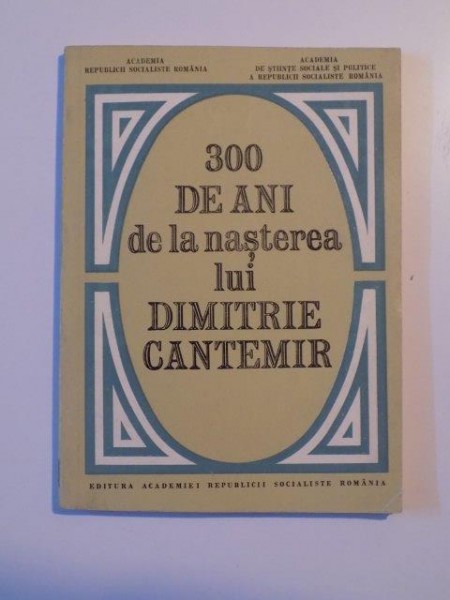 ACADEMIA
REPUBLICII SOCIALISTE ROMÂNIA
ACADEMIA
DE ȘTIINȚE SOCIALE ȘI POLITICE
A REPUBLICII SOCIALISTE ROMÂNIA
300
DE ANI
de la nașterea
lui
DIMITRIE
CANTEMIR
EDITURA ACADEMIEI REPUBLICII SOCIALISTE ROMÂNIA